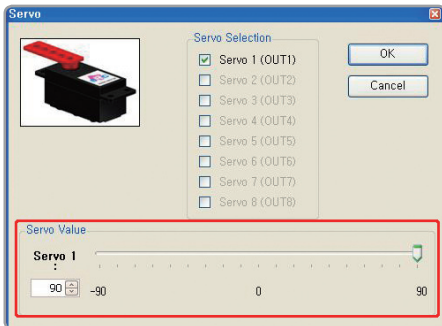 Servo
Servo Selection
Servo 1 (OUT1)
Servo 2 (OUT2)
Servo 3 (OUT3)
Servo 4 (OUT4)
Servo 5 (OUT5)
Servo 6 (OUT6)
Servo 7 (OUT7)
Servo 8 (OUT8)
OK
Cancel
Servo Value
Servo 1
:
90
-90 0 90